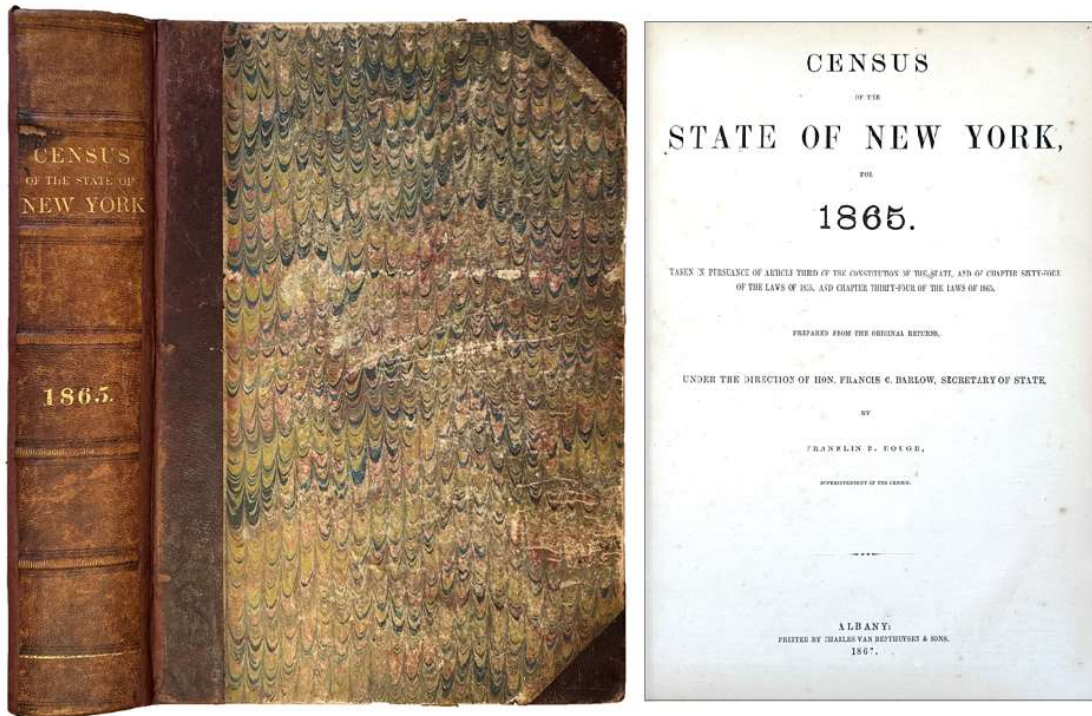 CENSUS
OF THE STATE OF
NEW YORK
1865.
CENSUS
OF THE
STATE OF NEW YORK,
FOR
1865.
TAKEN IN PURSUANCE OF ARTICLE THIRD OF THE CONSTITUTION OF THE STATE, AND OF CHAPTER SIXTY-FOUR
OF THE LAWS OF 1855, AND CHAPTER THIRTY-FOUR OF THE LAWS OF 1865.
PREPARED FROM THE ORIGINAL RETURNS,
UNDER THE DIRECTION OF HON. FRANCIS C. BARLOW, SECRETARY OF STATE,
BY
FRANKLIN B. HOUGH,
SUPERINTENDENT OF THE CENSUS.
ALBANY:
PRINTED BY CHARLES VAN BENTHUYSEN & SONS.
1867.